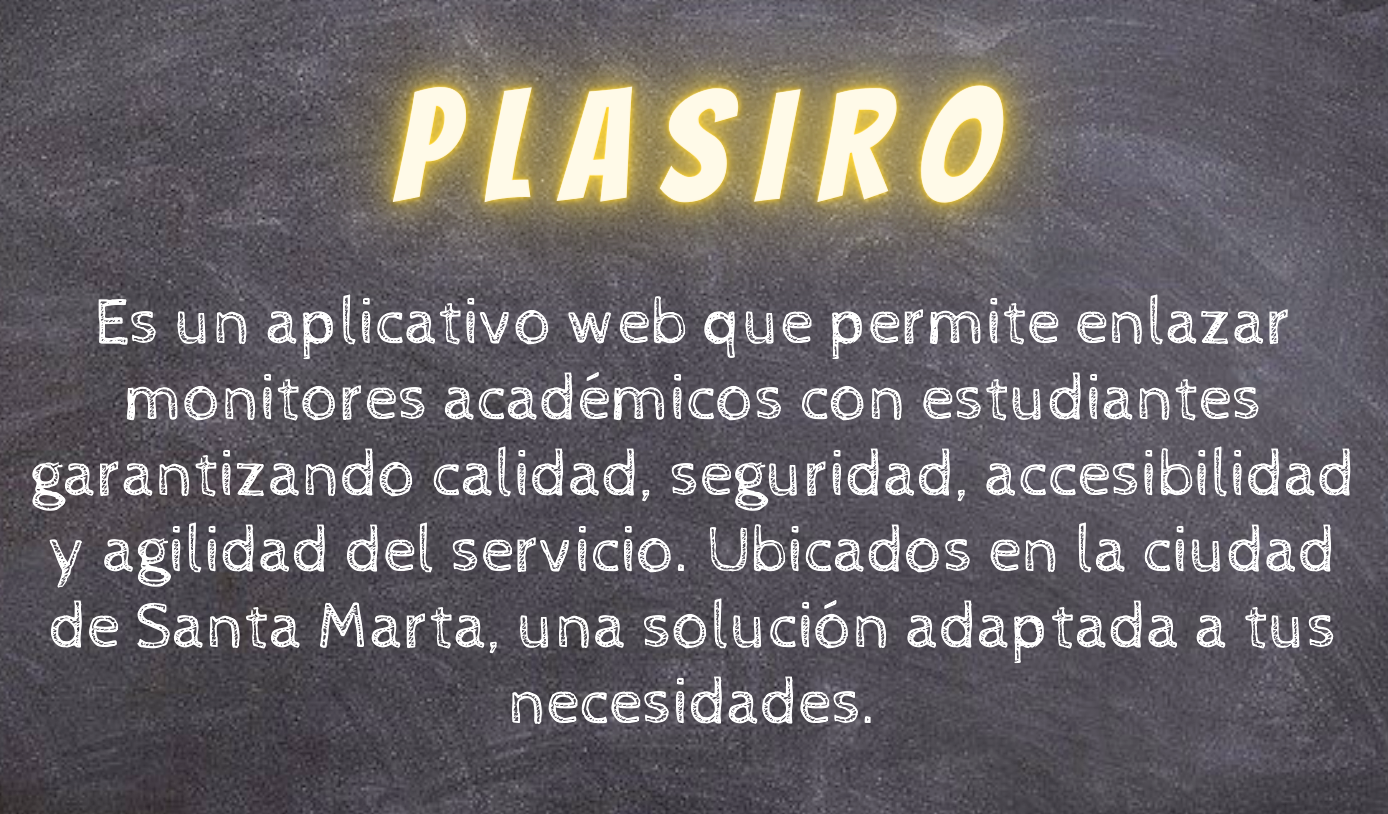 PLASIRO
Es un aplicativo web que permite enlazar
monitores académicos con estudiantes
garantizando calidad, seguridad, accesibilidad
y agilidad del servicio. Ubicados en la ciudad
de Santa Marta, una solución adaptada a tus
necesidades.